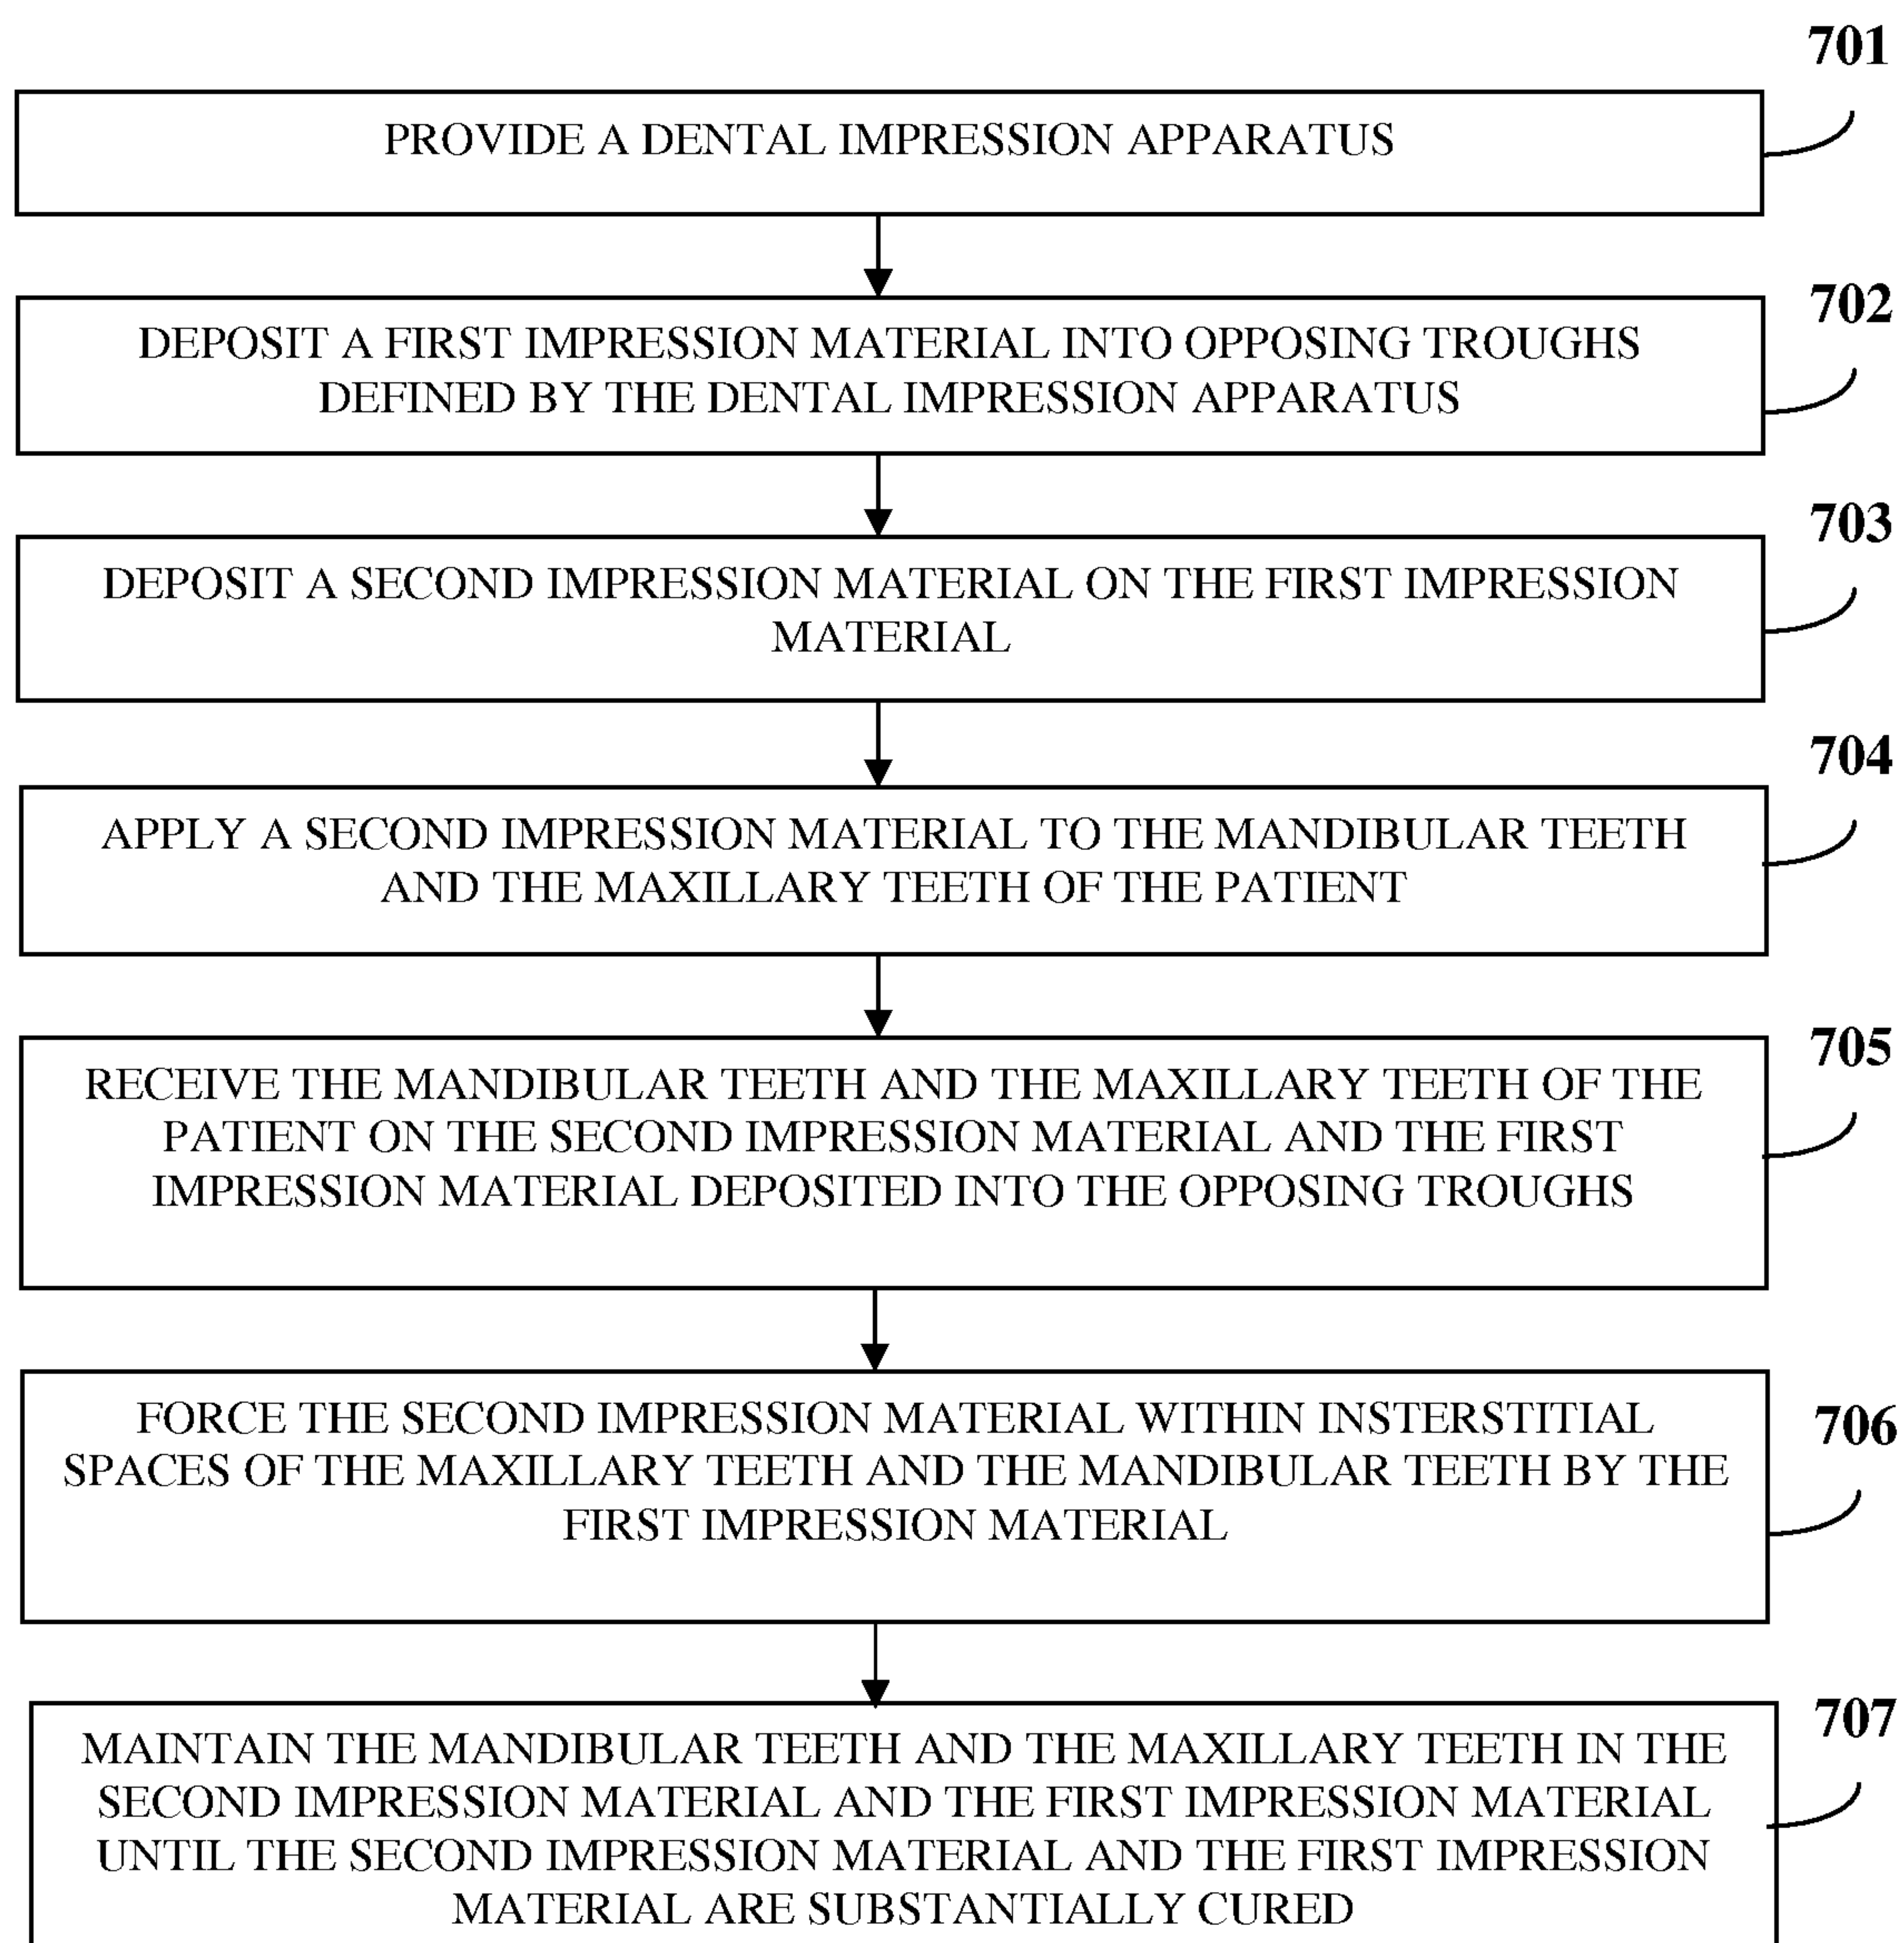 701
PROVIDE A DENTAL IMPRESSION APPARATUS
702
DEPOSIT A FIRST IMPRESSION MATERIAL INTO OPPOSING TROUGHS
DEFINED BY THE DENTAL IMPRESSION APPARATUS
703
DEPOSIT A SECOND IMPRESSION MATERIAL ON THE FIRST IMPRESSION
MATERIAL
704
APPLY A SECOND IMPRESSION MATERIAL TO THE MANDIBULAR TEETH
AND THE MAXILLARY TEETH OF THE PATIENT
705
RECEIVE THE MANDIBULAR TEETH AND THE MAXILLARY TEETH OF THE
PATIENT ON THE SECOND IMPRESSION MATERIAL AND THE FIRST
IMPRESSION MATERIAL DEPOSITED INTO THE OPPOSING TROUGHS
706
FORCE THE SECOND IMPRESSION MATERIAL WITHIN INSTERSTITIAL
SPACES OF THE MAXILLARY TEETH AND THE MANDIBULAR TEETH BY THE
FIRST IMPRESSION MATERIAL
707
MAINTAIN THE MANDIBULAR TEETH AND THE MAXILLARY TEETH IN THE
SECOND IMPRESSION MATERIAL AND THE FIRST IMPRESSION MATERIAL
UNTIL THE SECOND IMPRESSION MATERIAL AND THE FIRST IMPRESSION
MATERIAL ARE SUBSTANTIALLY CURED